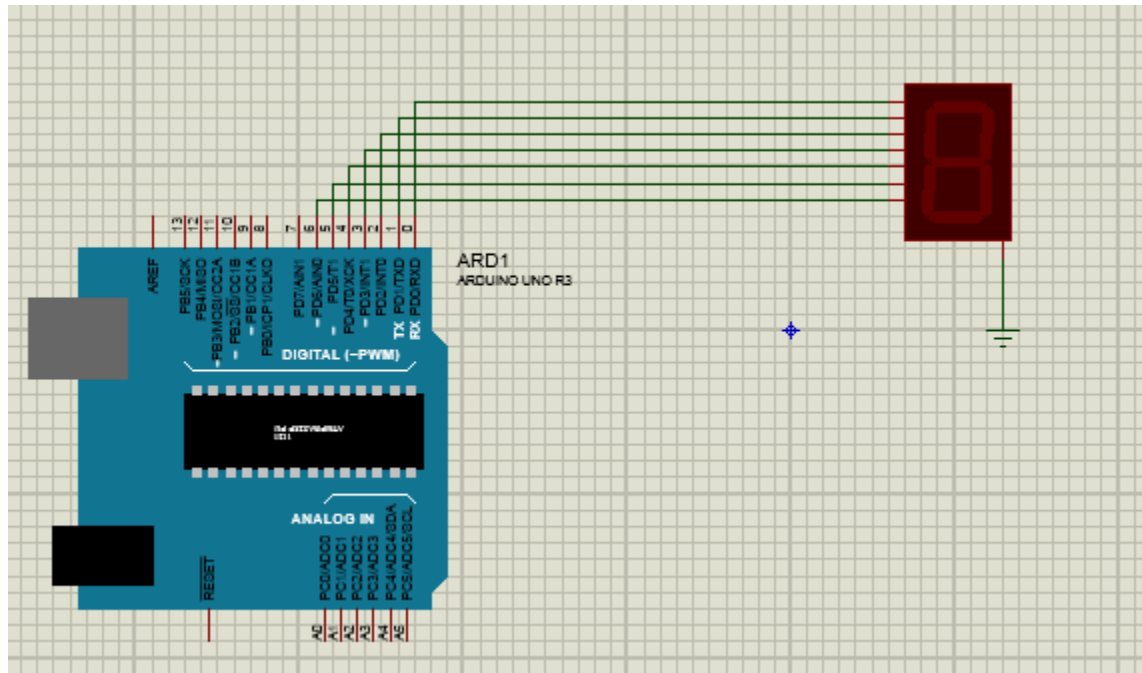 13
12
11
10
9
8
7
6
5
4
3
2
1
0
AREF
PB5/SCK
PB4/MISO
~PB3/MOSI/OC2A
~PB2/SS/OC1B
~PB1/OC1A
PB0/ICP1/CLKO
PD7/AIN1
~PD6/AIN0
~PD5/T1
PD4/T0/XCK
~PD3/INT1
PD2/INT0
TX PD1/TXD
RX PD0/RXD
ARD1
ARDUINO UNO R3
DIGITAL (~PWM)
ANALOG IN
RESET
PC0/ADC0
PC1/ADC1
PC2/ADC2
PC3/ADC3
PC4/ADC4/SDA
PC5/ADC5/SCL
A0
A1
A2
A3
A4
A5